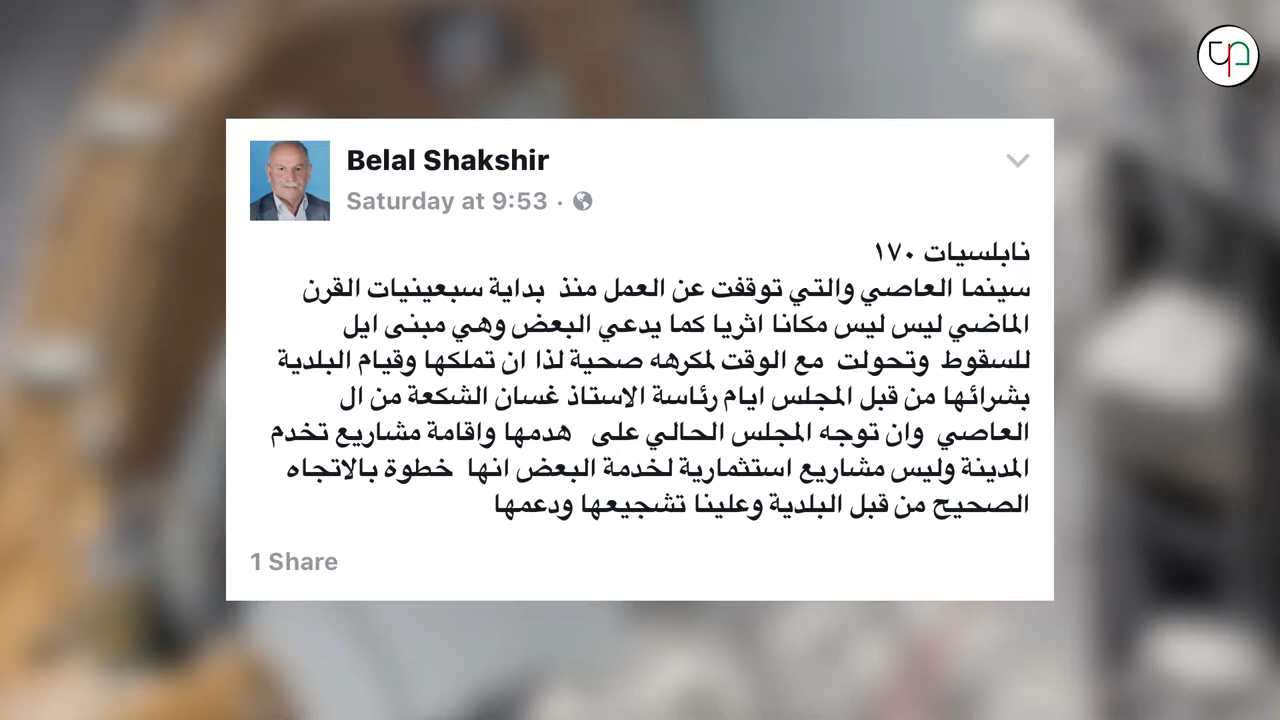 Belal Shakshir
Saturday at 9:53 ·
نابلسيات ١٧٠
سينما العاصي والتي توقفت عن العمل منذ بداية سبعينيات القرن
الماضي ليس ليس مكانا اثريا كما يدعي البعض وهي مبنى ايل
للسقوط وتحولت مع الوقت لمكرهه صحية لذا ان تملكها وقيام البلدية
بشرائها من قبل المجلس ايام رئاسة الاستاذ غسان الشكعة من ال
العاصي وان توجه المجلس الحالي على هدمها واقامة مشاريع تخدم
المدينة وليس مشاريع استثمارية لخدمة البعض انها خطوة بالاتجاه
الصحيح من قبل البلدية وعلينا تشجيعها ودعمها
1 Share